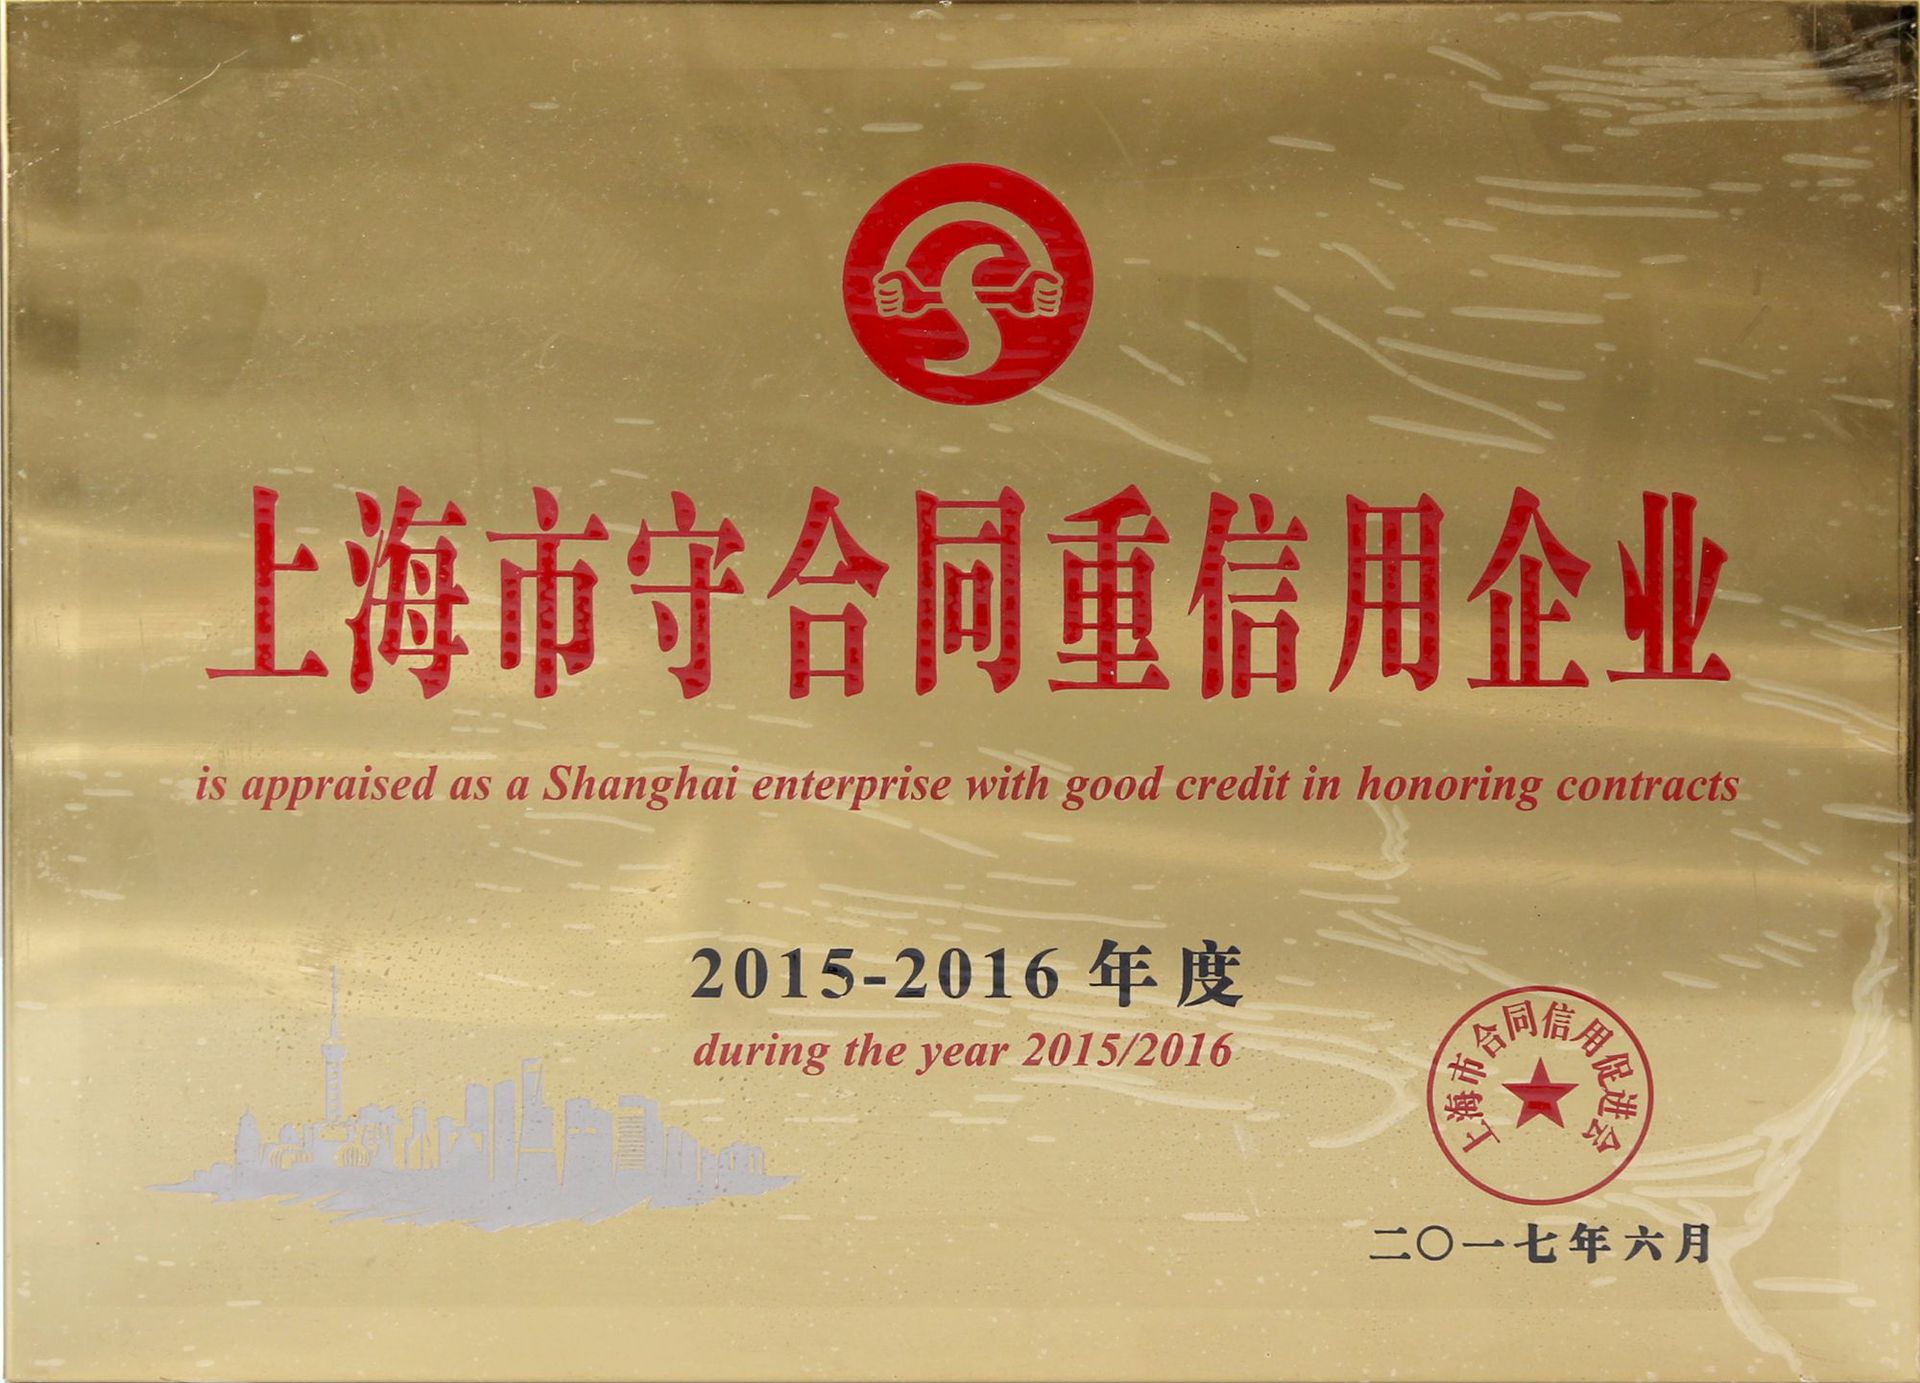 上海市守合同重信用企业
is appraised as a Shanghai enterprise with good credit in honoring contracts
2015-2016 年度
during the year 2015/2016
上海市合同信用促进会
二〇一七年六月